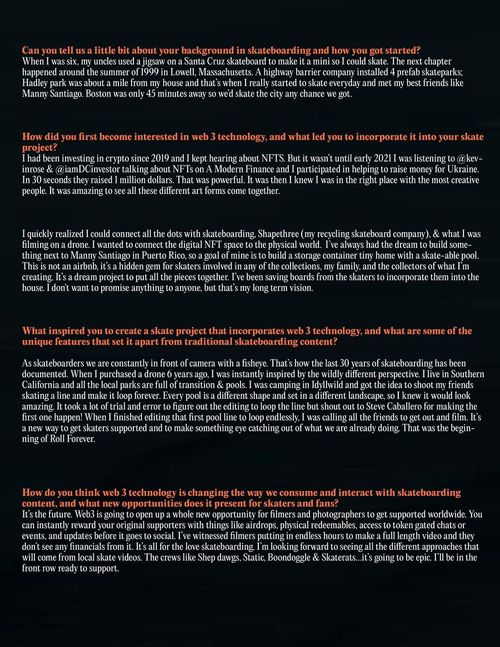 Can you tell us a little bit about your background in skateboarding and how you got started?
When I was six, my uncles used a jigsaw on a Santa Cruz skateboard to make it a mini so I could skate. The next chapter
happened around the summer of 1999 in Lowell, Massachusetts. A highway barrier company installed 4 prefab skateparks;
Hadley park was about a mile from my house and that's when I really started to skate everyday and met my best friends like
Manny Santiago. Boston was only 45 minutes away so we'd skate the city any chance we got.
How did you first become interested in web 3 technology, and what led you to incorporate it into your skate
project?
I had been investing in crypto since 2019 and I kept hearing about NFTS. But it wasn't until early 2021 I was listening to @kev-
inrose & @iamDCinvestor talking about NFTs on A Modern Finance and I participated in helping to raise money for Ukraine.
In 30 seconds they raised 1 million dollars. That was powerful. It was then I knew I was in the right place with the most creative
people. It was amazing to see all these different art forms come together.
I quickly realized I could connect all the dots with skateboarding, Shapethree (my recycling skateboard company), & what I was
filming on a drone. I wanted to connect the digital NFT space to the physical world.  I've always had the dream to build some-
thing next to Manny Santiago in Puerto Rico, so a goal of mine is to build a storage container tiny home with a skate-able pool.
This is not an airbnb, it's a hidden gem for skaters involved in any of the collections, my family, and the collectors of what I'm
creating. It's a dream project to put all the pieces together. I've been saving boards from the skaters to incorporate them into the
house. I don't want to promise anything to anyone, but that's my long term vision.
What inspired you to create a skate project that incorporates web 3 technology, and what are some of the
unique features that set it apart from traditional skateboarding content?
As skateboarders we are constantly in front of camera with a fisheye. That's how the last 30 years of skateboarding has been
documented. When I purchased a drone 6 years ago, I was instantly inspired by the wildly different perspective. I live in Southern
California and all the local parks are full of transition & pools. I was camping in Idyllwild and got the idea to shoot my friends
skating a line and make it loop forever. Every pool is a different shape and set in a different landscape, so I knew it would look
amazing. It took a lot of trial and error to figure out the editing to loop the line but shout out to Steve Caballero for making the
first one happen! When I finished editing that first pool line to loop endlessly, I was calling all the friends to get out and film. It's
a new way to get skaters supported and to make something eye catching out of what we are already doing. That was the begin-
ning of Roll Forever.
How do you think web 3 technology is changing the way we consume and interact with skateboarding
content, and what new opportunities does it present for skaters and fans?
It's the future. Web3 is going to open up a whole new opportunity for filmers and photographers to get supported worldwide. You
can instantly reward your original supporters with things like airdrops, physical redeemables, access to token gated chats or
events, and updates before it goes to social. I've witnessed filmers putting in endless hours to make a full length video and they
don't see any financials from it. It's all for the love skateboarding. I'm looking forward to seeing all the different approaches that
will come from local skate videos. The crews like Shep dawgs, Static, Boondoggle & Skaterats...it's going to be epic. I'll be in the
front row ready to support.